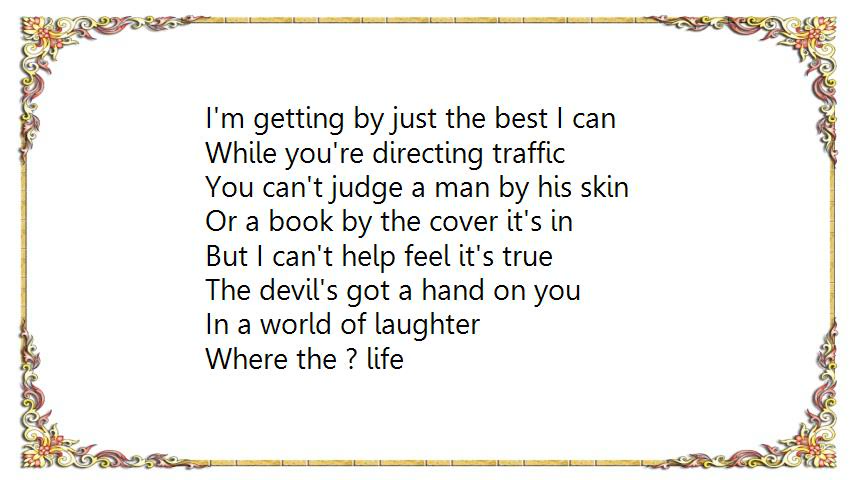 I'm getting by just the best I can
While you're directing traffic
You can't judge a man by his skin
Or a book by the cover it's in
But I can't help feel it's true
The devil's got a hand on you
In a world of laughter
Where the ? life